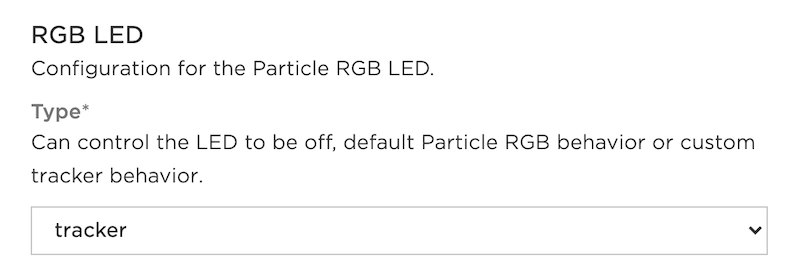 RGB LED
Configuration for the Particle RGB LED.
Type*
Can control the LED to be off, default Particle RGB behavior or custom
tracker behavior.
tracker